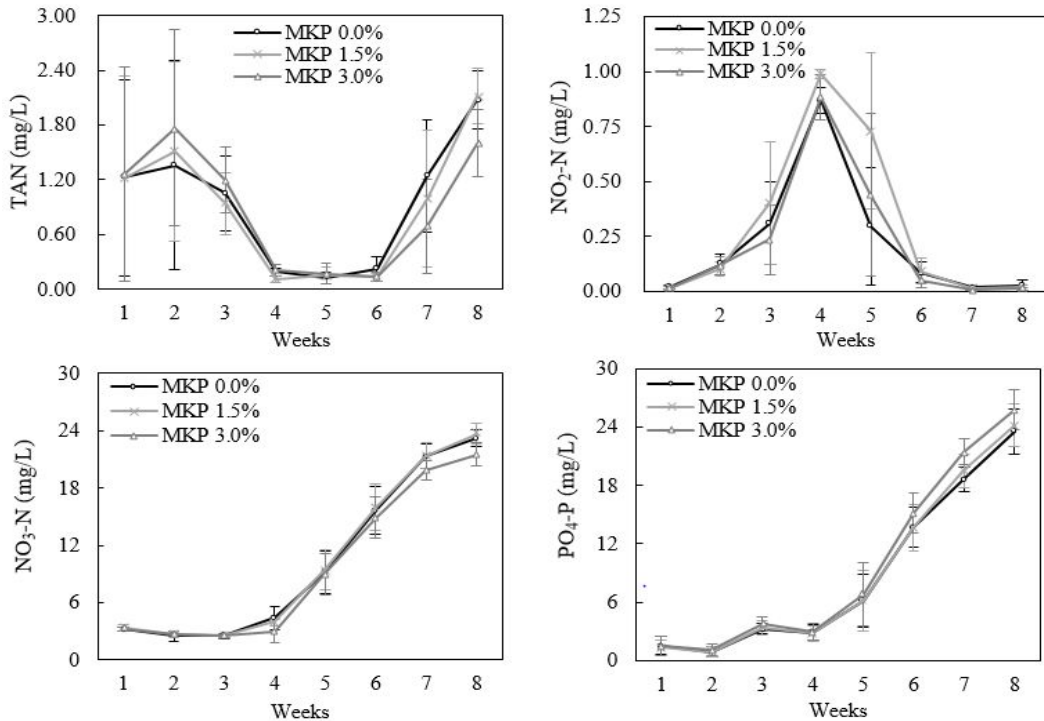 TAN (mg/L)
3.00
2.40
1.80
1.20
0.60
0.00
MKP 0.0%
MKP 1.5%
MKP 3.0%
1 2 3 4 5 6 7 8
Weeks
NO₂-N (mg/L)
1.25
1.00
0.75
0.50
0.25
0.00
MKP 0.0%
MKP 1.5%
MKP 3.0%
1 2 3 4 5 6 7 8
Weeks
NO₃-N (mg/L)
30
24
18
12
6
0
MKP 0.0%
MKP 1.5%
MKP 3.0%
1 2 3 4 5 6 7 8
Weeks
PO₄-P (mg/L)
30
24
18
12
6
0
MKP 0.0%
MKP 1.5%
MKP 3.0%
1 2 3 4 5 6 7 8
Weeks